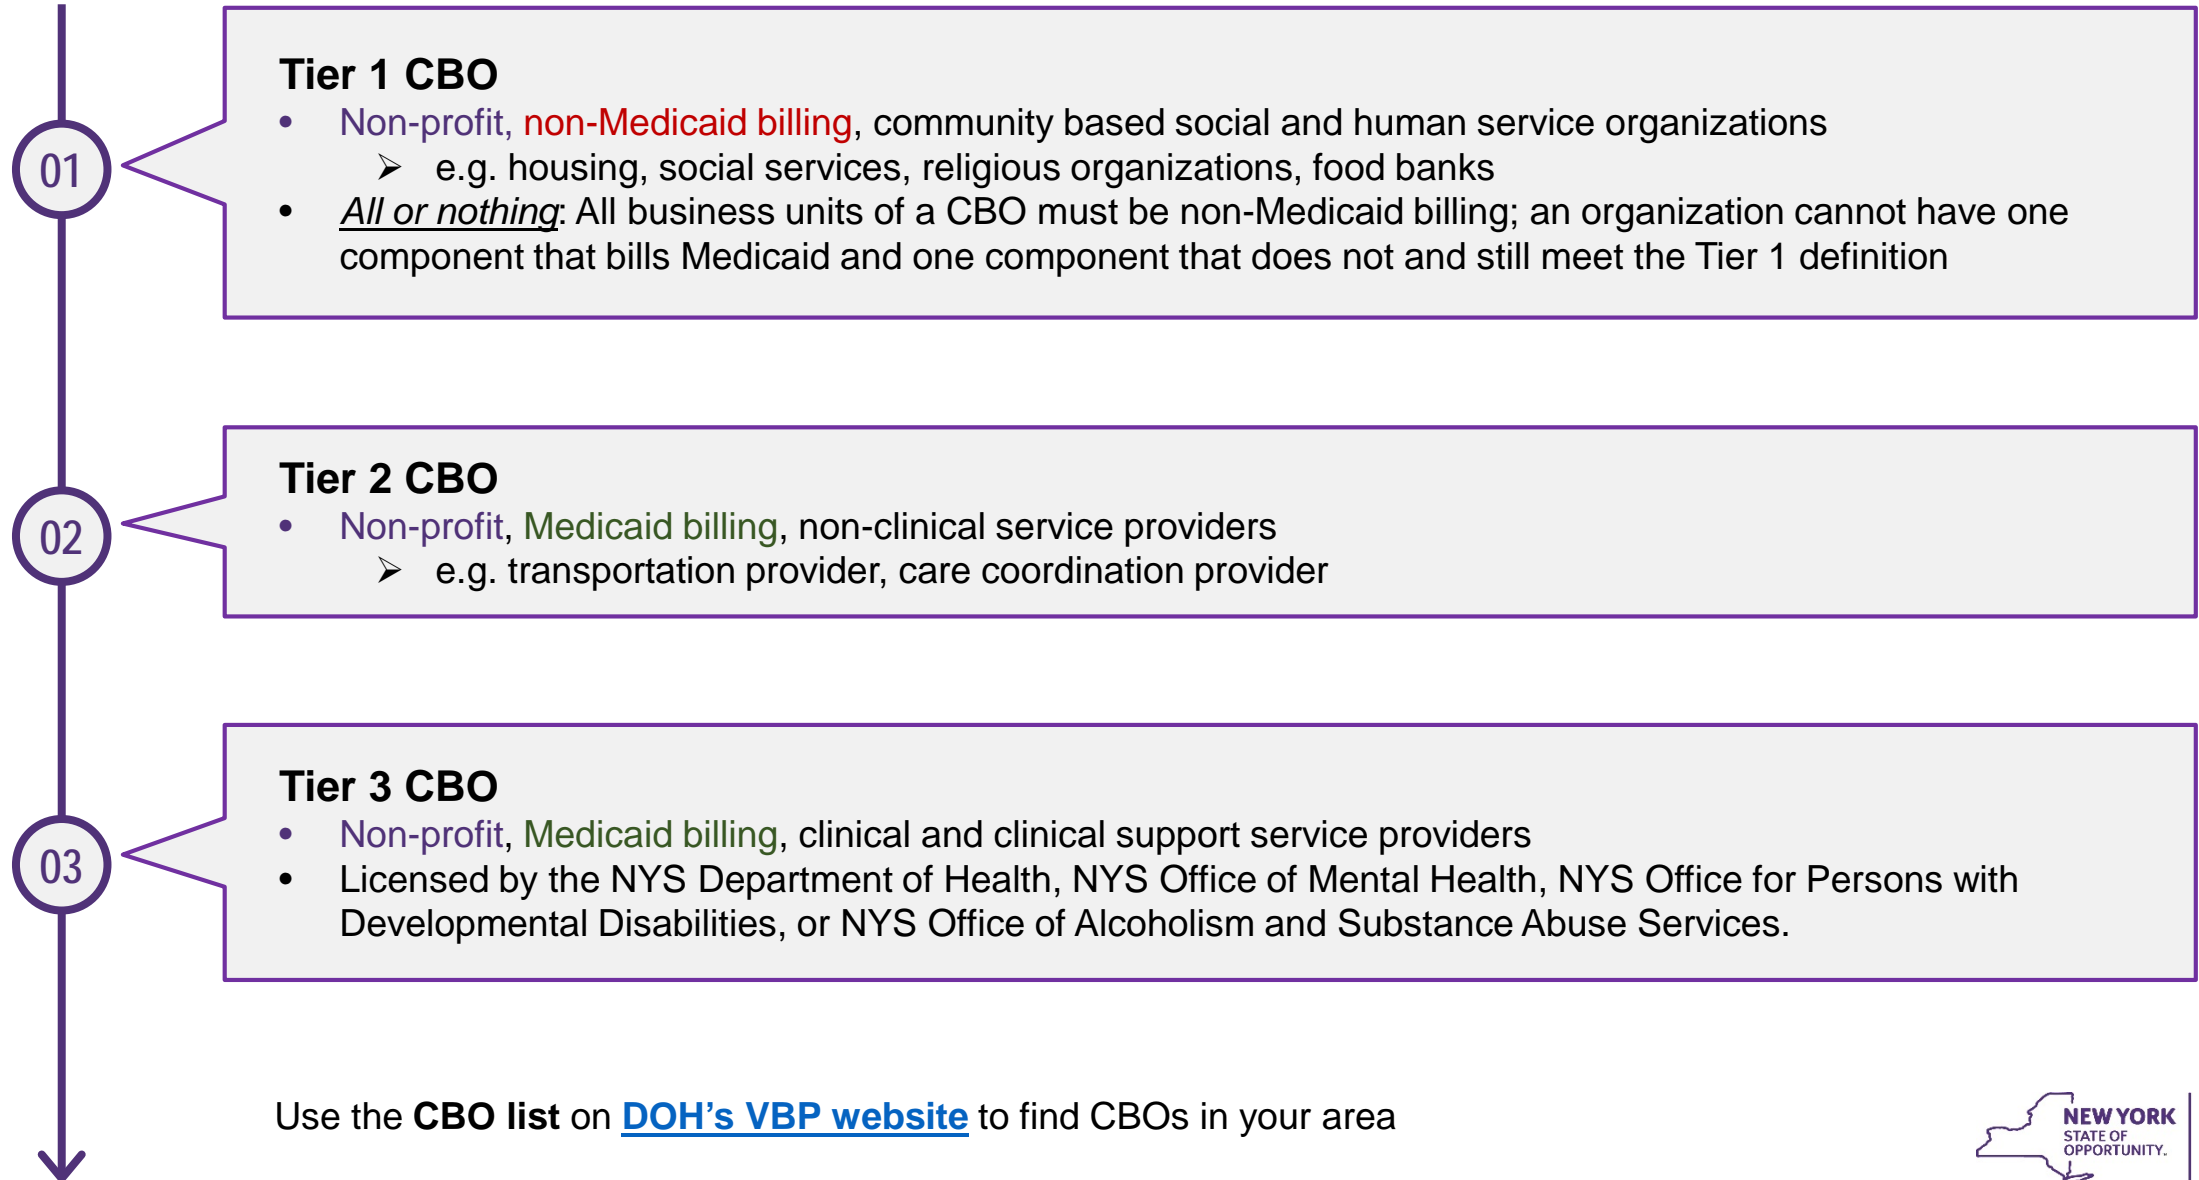 01
Tier 1 CBO
• Non-profit, non-Medicaid billing, community based social and human service organizations
➢ e.g. housing, social services, religious organizations, food banks
• All or nothing: All business units of a CBO must be non-Medicaid billing; an organization cannot have one
component that bills Medicaid and one component that does not and still meet the Tier 1 definition
02
Tier 2 CBO
• Non-profit, Medicaid billing, non-clinical service providers
➢ e.g. transportation provider, care coordination provider
03
Tier 3 CBO
• Non-profit, Medicaid billing, clinical and clinical support service providers
• Licensed by the NYS Department of Health, NYS Office of Mental Health, NYS Office for Persons with
Developmental Disabilities, or NYS Office of Alcoholism and Substance Abuse Services.
Use the CBO list on DOH’s VBP website to find CBOs in your area
NEW YORK
STATE OF
OPPORTUNITY.